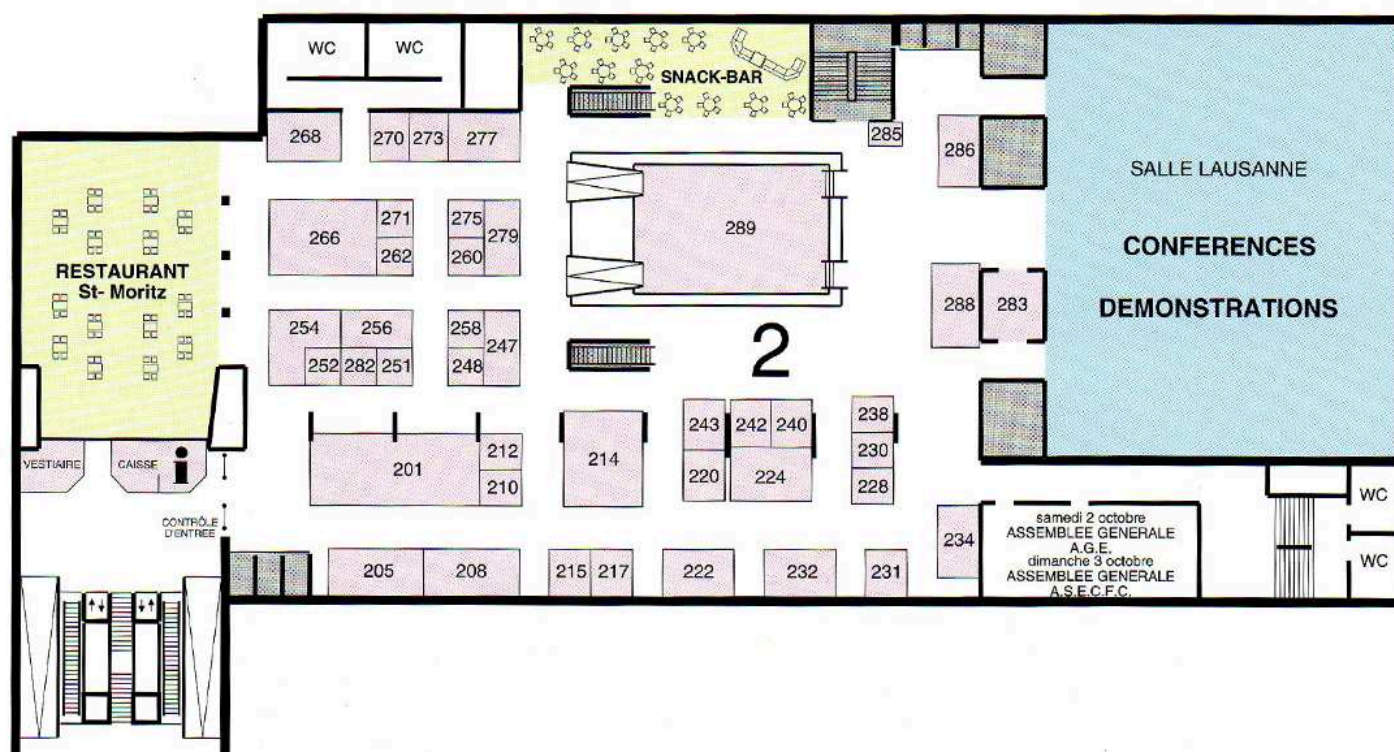 WC
WC
SNACK-BAR
268
270
273
277
285
286
SALLE LAUSANNE
CONFERENCES
DEMONSTRATIONS
RESTAURANT
St- Moritz
266
271
262
275
260
279
289
288
283
254
256
252
282
251
258
248
247
2
VESTIAIRE
CAISSE
i
CONTRÔLE
D'ENTREE
201
212
210
214
243
220
242
240
224
238
230
228
234
samedi 2 octobre
ASSEMBLEE GENERALE
A.G.E.
dimanche 3 octobre
ASSEMBLEE GENERALE
A.S.E.C.F.C.
WC
WC
205
208
215
217
222
232
231